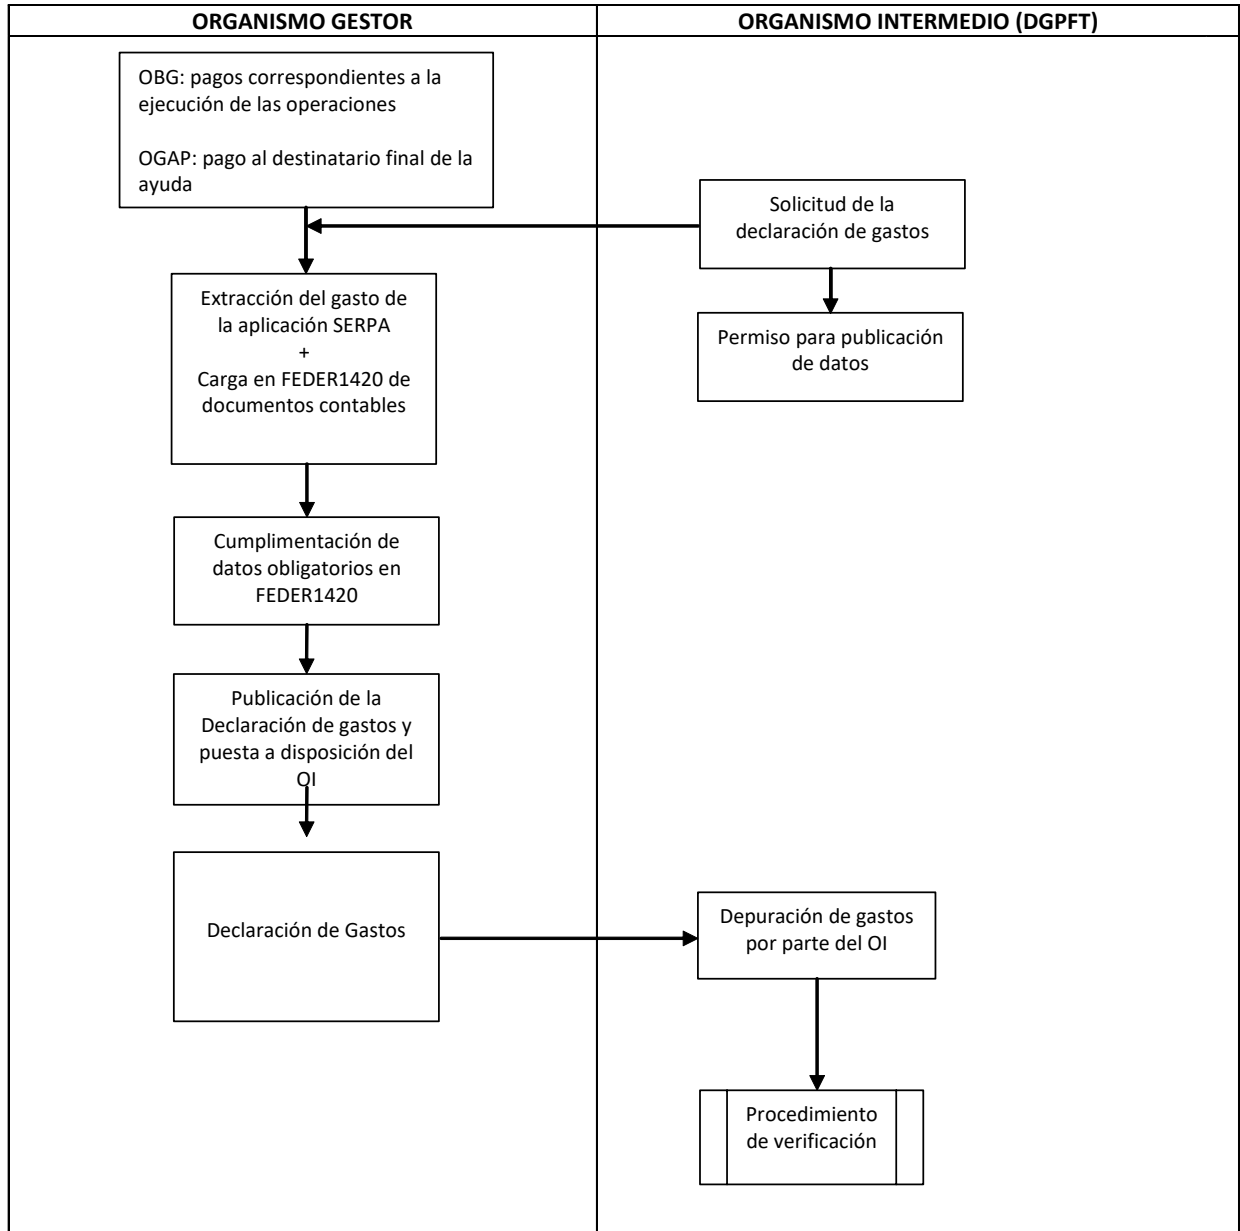 ORGANISMO GESTOR
ORGANISMO INTERMEDIO (DGPFT)
OBG: pagos correspondientes a la
ejecución de las operaciones
OGAP: pago al destinatario final de la
ayuda
Solicitud de la
declaración de gastos
Extracción del gasto de
la aplicación SERPA
+
Carga en FEDER1420 de
documentos contables
Permiso para publicación
de datos
Cumplimentación de
datos obligatorios en
FEDER1420
Publicación de la
Declaración de gastos y
puesta a disposición del
OI
Declaración de Gastos
Depuración de gastos
por parte del OI
Procedimiento
de verificación